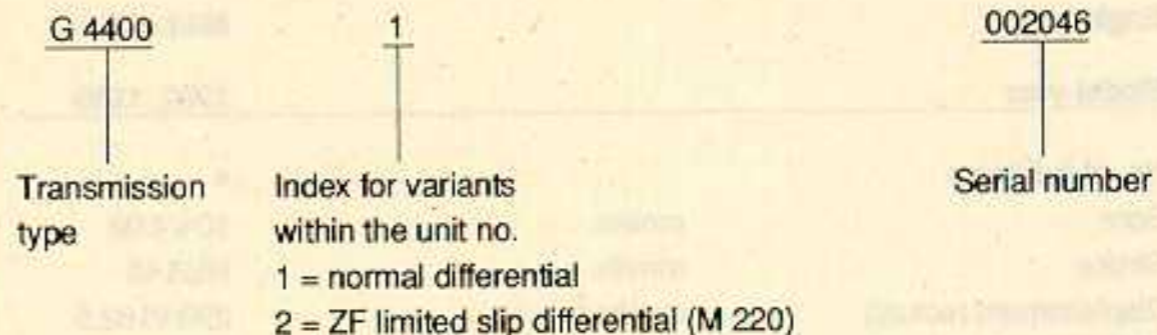 G 4400 1 002046
Transmission type
Index for variants within the unit no.
1 = normal differential
2 = ZF limited slip differential (M 220)
Serial number